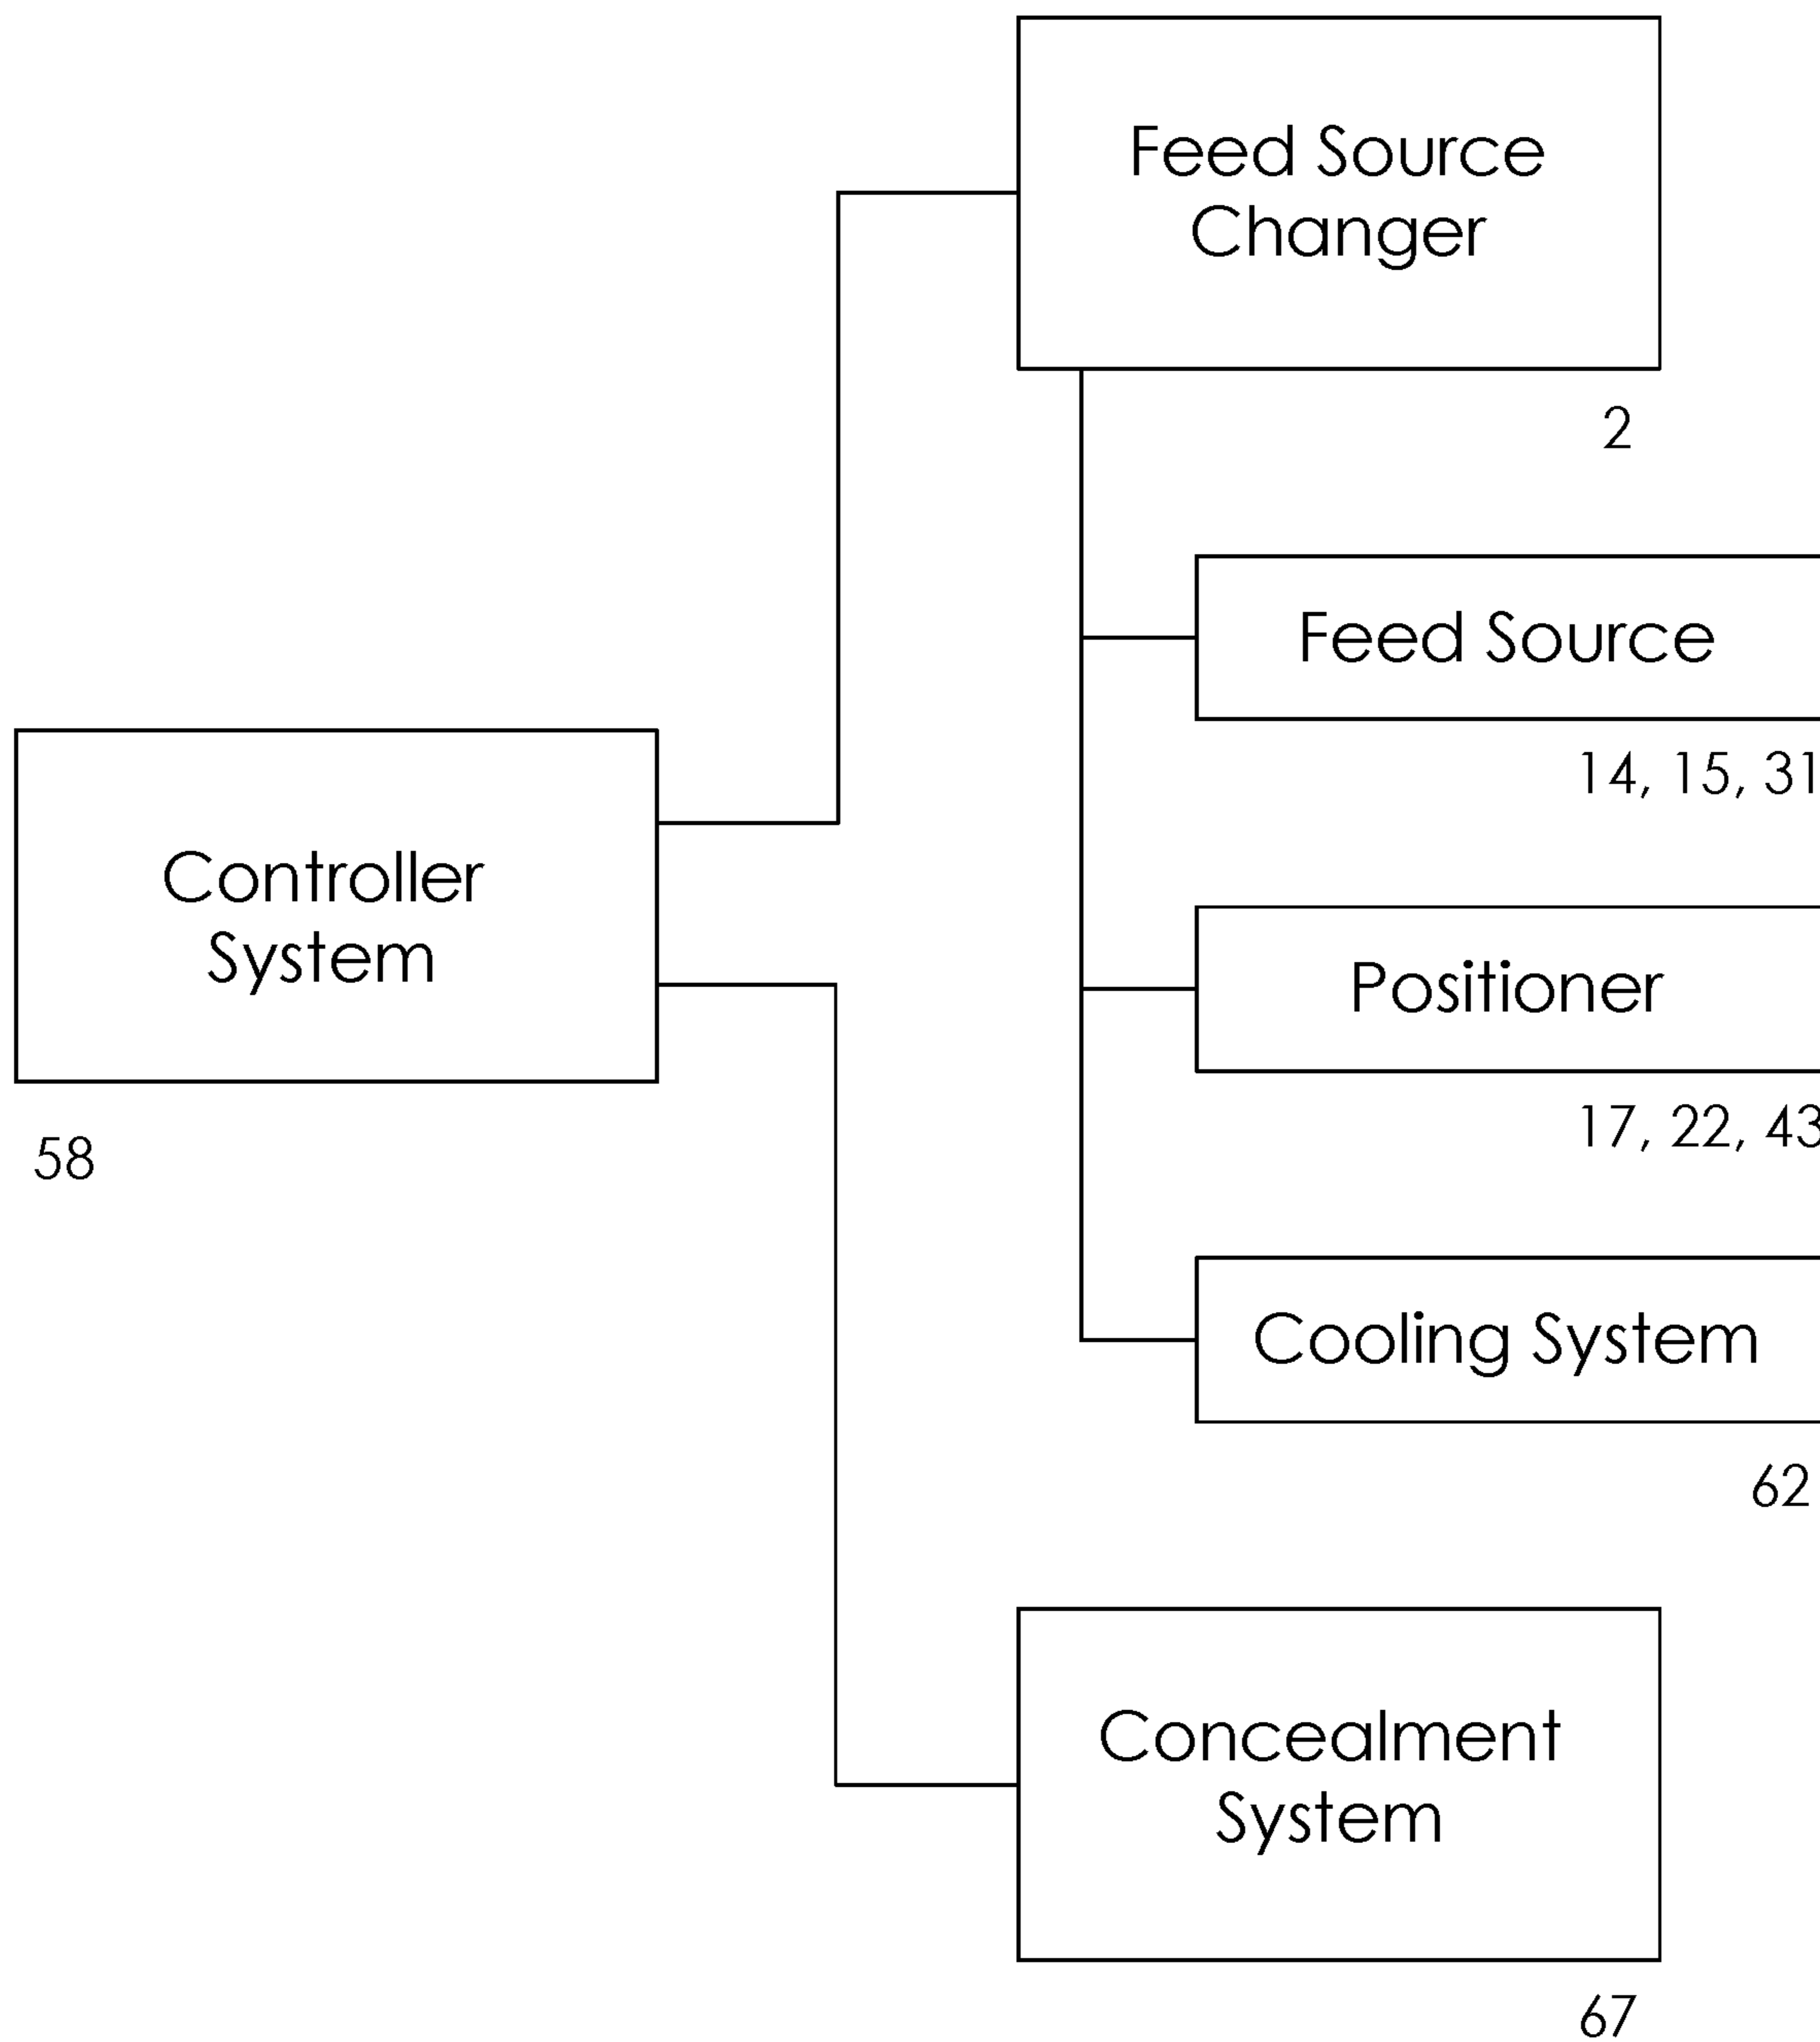 Feed Source
Changer
2
Feed Source
14, 15, 31
Controller
System
58
Positioner
17, 22, 43
Cooling System
62
Concealment
System
67